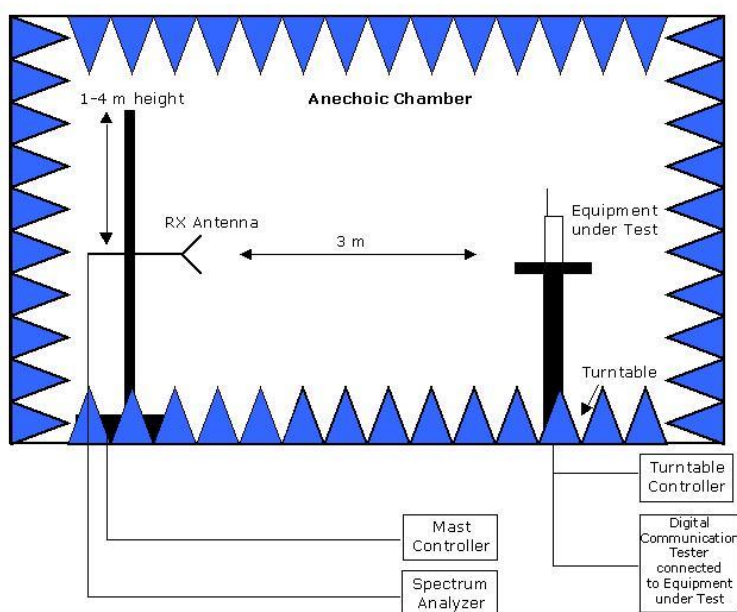 1-4 m height
Anechoic Chamber
RX Antenna
3 m
Equipment
under Test
Turntable
Turntable
Controller
Mast
Controller
Spectrum
Analyzer
Digital
Communication
Tester
connected
to Equipment
under Test